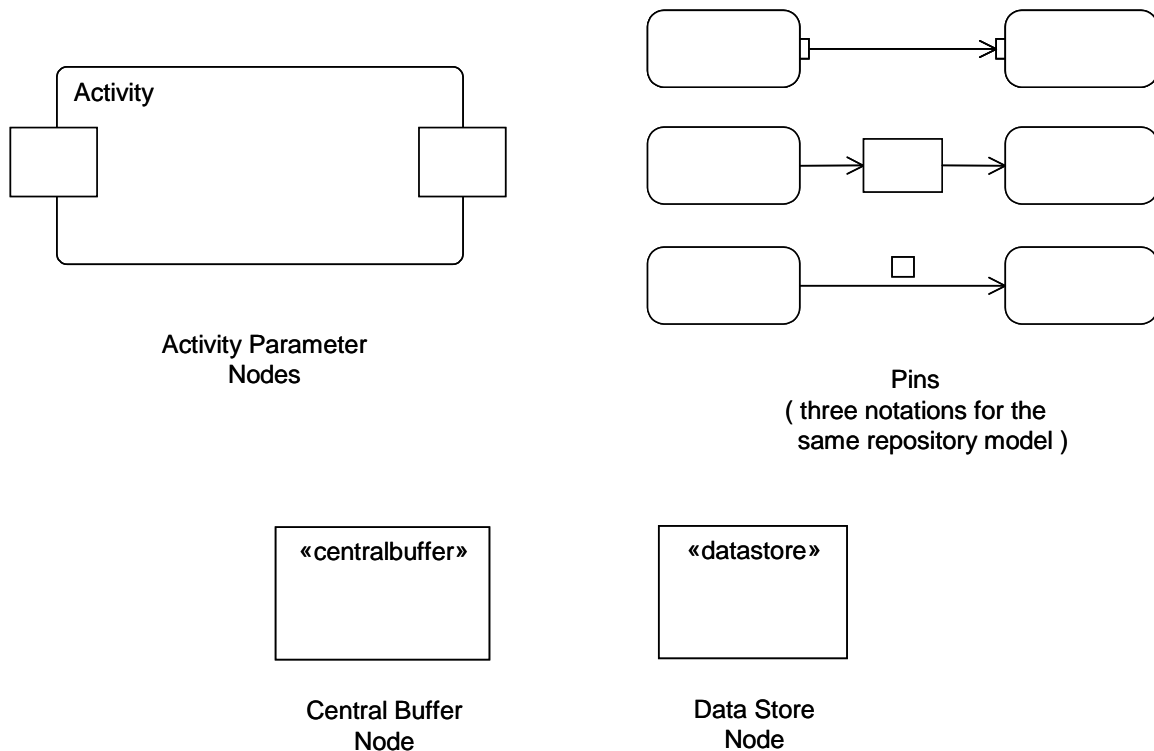 Activity
Activity Parameter
Nodes
Pins
( three notations for the
same repository model )
«centralbuffer»
«datastore»
Central Buffer
Node
Data Store
Node